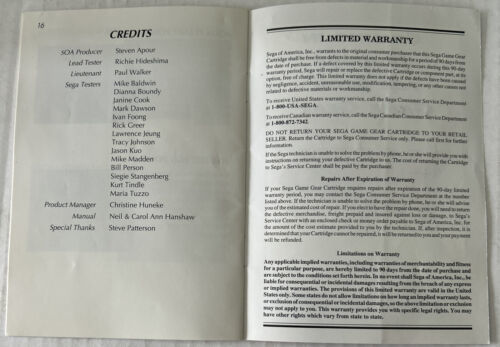 16
CREDITS
SOA Producer Steven Apour
Lead Tester Richie Hideshima
Lieutenant Paul Walker
Sega Testers Mike Baldwin
Dianna Boundy
Janine Cook
Mark Dawson
Ivan Foong
Rick Greer
Lawrence Jeung
Tracy Johnson
Jason Kuo
Mike Madden
Bill Person
Siegie Stangenberg
Kurt Tindle
Maria Tuzzo
Product Manager Christine Huneke
Manual Neil & Carol Ann Hanshaw
Special Thanks Steve Patterson
LIMITED WARRANTY
Sega of America, Inc., warrants to the original consumer purchaser that this Sega Game Gear
Cartridge shall be free from defects in material and workmanship for a period of 90 days from
the date of purchase. If a defect covered by this limited warranty occurs during this 90-day
warranty period, Sega will repair or replace the defective Cartridge or component part, at its
option, free of charge. This limited warranty does not apply if the defects have been caused
by negligence, accident, unreasonable use, modification, tampering, or any other causes not
related to defective materials or workmanship.
To receive United States warranty service, call the Sega Consumer Service Department
at 1-800-USA-SEGA.
To receive Canadian warranty service, call the Sega Canadian Consumer Service Department
at 1-800-872-7342.
DO NOT RETURN YOUR SEGA GAME GEAR CARTRIDGE TO YOUR RETAIL
SELLER. Return the Cartridge to Sega Consumer Service Only. Please call first for further
information.
If the Sega technician is unable to solve the problem by phone, he or she will provide you with
instructions on returning your defective Cartridge to us. The cost of returning the Cartridge
to Sega's Service Center shall be paid by the purchaser.
Repairs After Expiration of Warranty
If your Sega Game Gear Cartridge requires repairs after expiration of the 90-day limited
warranty period, you may contact the Sega Consumer Service Department at the number
listed above. If the technician is unable to solve the problem by phone, he or she will advise
you of the estimated cost of repair. If you elect to have the repair done, you will need to return
the defective merchandise, freight prepaid and insured against loss or damage, to Sega's
Service Center with an enclosed check or money order payable to Sega of America, Inc. for
the amount of the cost estimate provided to you by the technician. If, after inspection, it is
determined that your Cartridge cannot be repaired, it will be returned to you and your payment
will be refunded.
Limitations on Warranty
Any applicable implied warranties, including warranties of merchantability and fitness
for a particular purpose, are hereby limited to 90 days from the date of purchase and
are subject to the conditions set forth herein. In no event shall Sega of America, Inc., be
liable for consequential or incidental damages resulting from the breach of any express
or implied warranties. The provisions of this limited warranty are valid in the United
States only. Some states do not allow limitations on how long an implied warranty lasts,
or exclusion of consequential or incidental damages, so the above limitation or exclusion
may not apply to you. This warranty provides you with specific legal rights. You may
have other rights which vary from state to state.